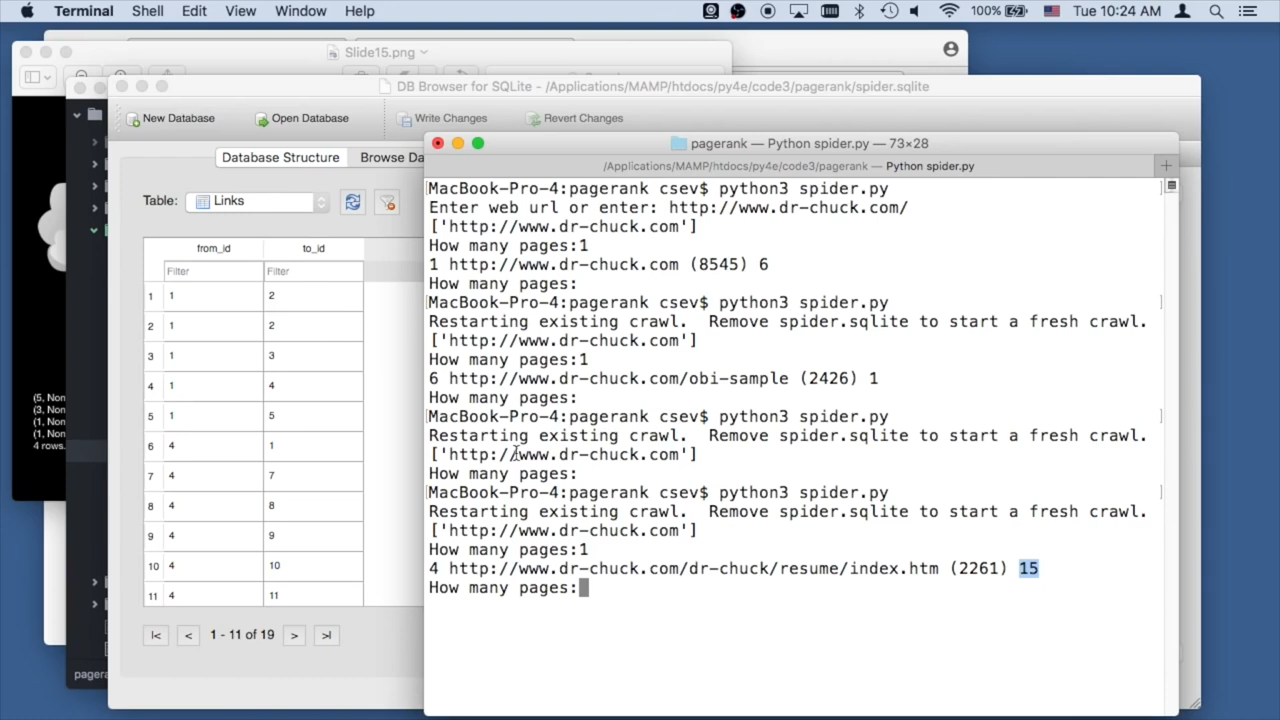 Terminal Shell Edit View Window Help 100% Tue 10:24 AM
Slide15.png
DB Browser for SQLite - /Applications/MAMP/htdocs/py4e/code3/pagerank/spider.sqlite
New Database Open Database Write Changes Revert Changes
Database Structure Browse Da
Table: Links
from_id to_id
Filter Filter
1 1 2
2 1 2
3 1 3
4 1 4
5 1 5
6 4 1
7 4 7
8 4 8
9 4 9
10 4 10
11 4 11
|< < 1 - 11 of 19 > >|
(5, Non
(3, Non
(1, Non
(1, Non
4 rows.
pagera
pagerank — Python spider.py — 73×28
/Applications/MAMP/htdocs/py4e/code3/pagerank — Python spider.py
MacBook-Pro-4:pagerank csev$ python3 spider.py
Enter web url or enter: http://www.dr-chuck.com/
['http://www.dr-chuck.com']
How many pages:1
1 http://www.dr-chuck.com (8545) 6
How many pages:
MacBook-Pro-4:pagerank csev$ python3 spider.py
Restarting existing crawl.  Remove spider.sqlite to start a fresh crawl.
['http://www.dr-chuck.com']
How many pages:1
6 http://www.dr-chuck.com/obi-sample (2426) 1
How many pages:
MacBook-Pro-4:pagerank csev$ python3 spider.py
Restarting existing crawl.  Remove spider.sqlite to start a fresh crawl.
['http://www.dr-chuck.com']
How many pages:
MacBook-Pro-4:pagerank csev$ python3 spider.py
Restarting existing crawl.  Remove spider.sqlite to start a fresh crawl.
['http://www.dr-chuck.com']
How many pages:1
4 http://www.dr-chuck.com/dr-chuck/resume/index.htm (2261) 15
How many pages: